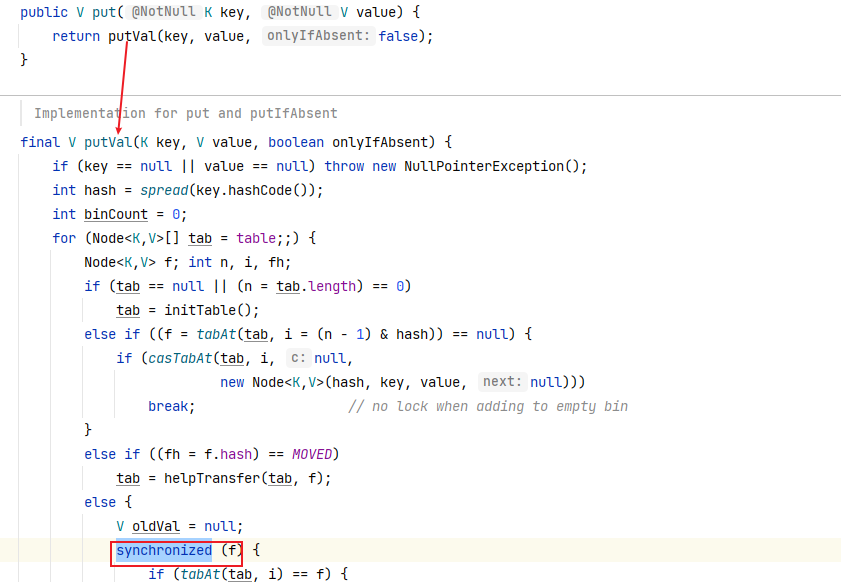 public V put( @NotNull K key, @NotNull V value) {
    return putVal(key, value, onlyIfAbsent: false);
}
Implementation for put and putIfAbsent
final V putVal(K key, V value, boolean onlyIfAbsent) {
    if (key == null || value == null) throw new NullPointerException();
    int hash = spread(key.hashCode());
    int binCount = 0;
    for (Node<K,V>[] tab = table;;) {
        Node<K,V> f; int n, i, fh;
        if (tab == null || (n = tab.length) == 0)
            tab = initTable();
        else if ((f = tabAt(tab, i = (n - 1) & hash)) == null) {
            if (casTabAt(tab, i, c: null,
                         new Node<K,V>(hash, key, value, next: null)))
                break;                   // no lock when adding to empty bin
        }
        else if ((fh = f.hash) == MOVED)
            tab = helpTransfer(tab, f);
        else {
            V oldVal = null;
            synchronized (f) {
                if (tabAt(tab, i) == f) {